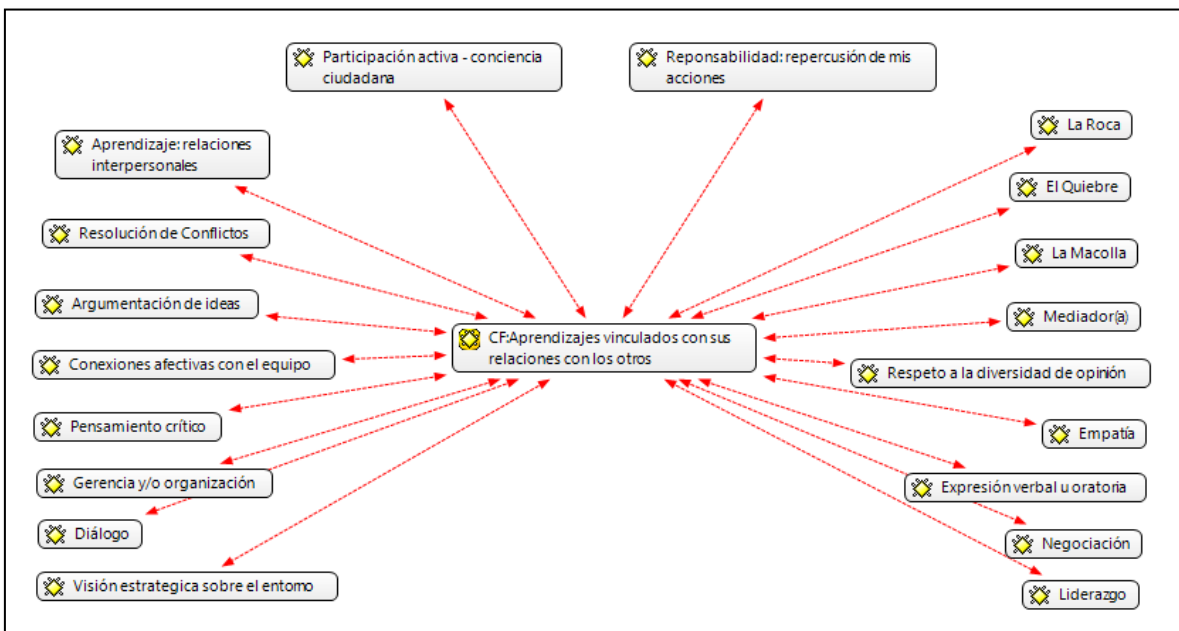 Participación activa - conciencia
ciudadana
Reponsabilidad: repercusión de mis
acciones
Aprendizaje: relaciones
interpersonales
Resolución de Conflictos
Argumentación de ideas
Conexiones afectivas con el equipo
Pensamiento crítico
Gerencia y/o organización
Diálogo
Visión estrategica sobre el entorno
CF:Aprendizajes vinculados con sus
relaciones con los otros
La Roca
El Quiebre
La Macolla
Mediador(a)
Respeto a la diversidad de opinión
Empatía
Expresión verbal u oratoria
Negociación
Liderazgo